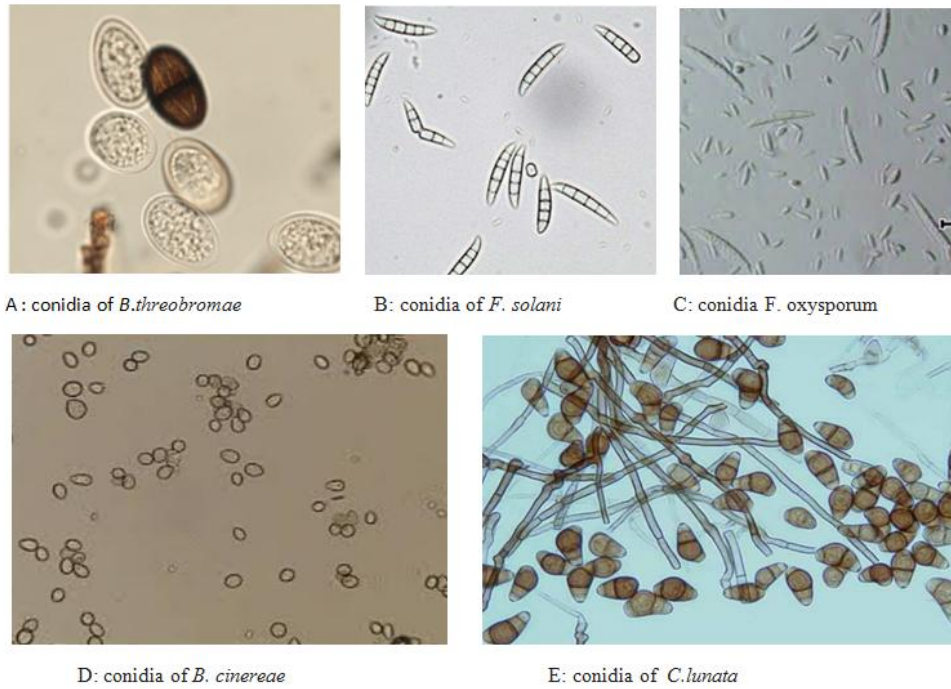 A: conidia of B.threobromae
B: conidia of F. solani
C: conidia F. oxysporum
D: conidia of B. cinereae
E: conidia of C.lunata